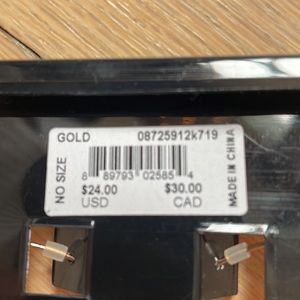 GOLD 08725912k719
NO SIZE
8 89793 02585 4
MADE IN CHINA
$24.00 $30.00
USD CAD